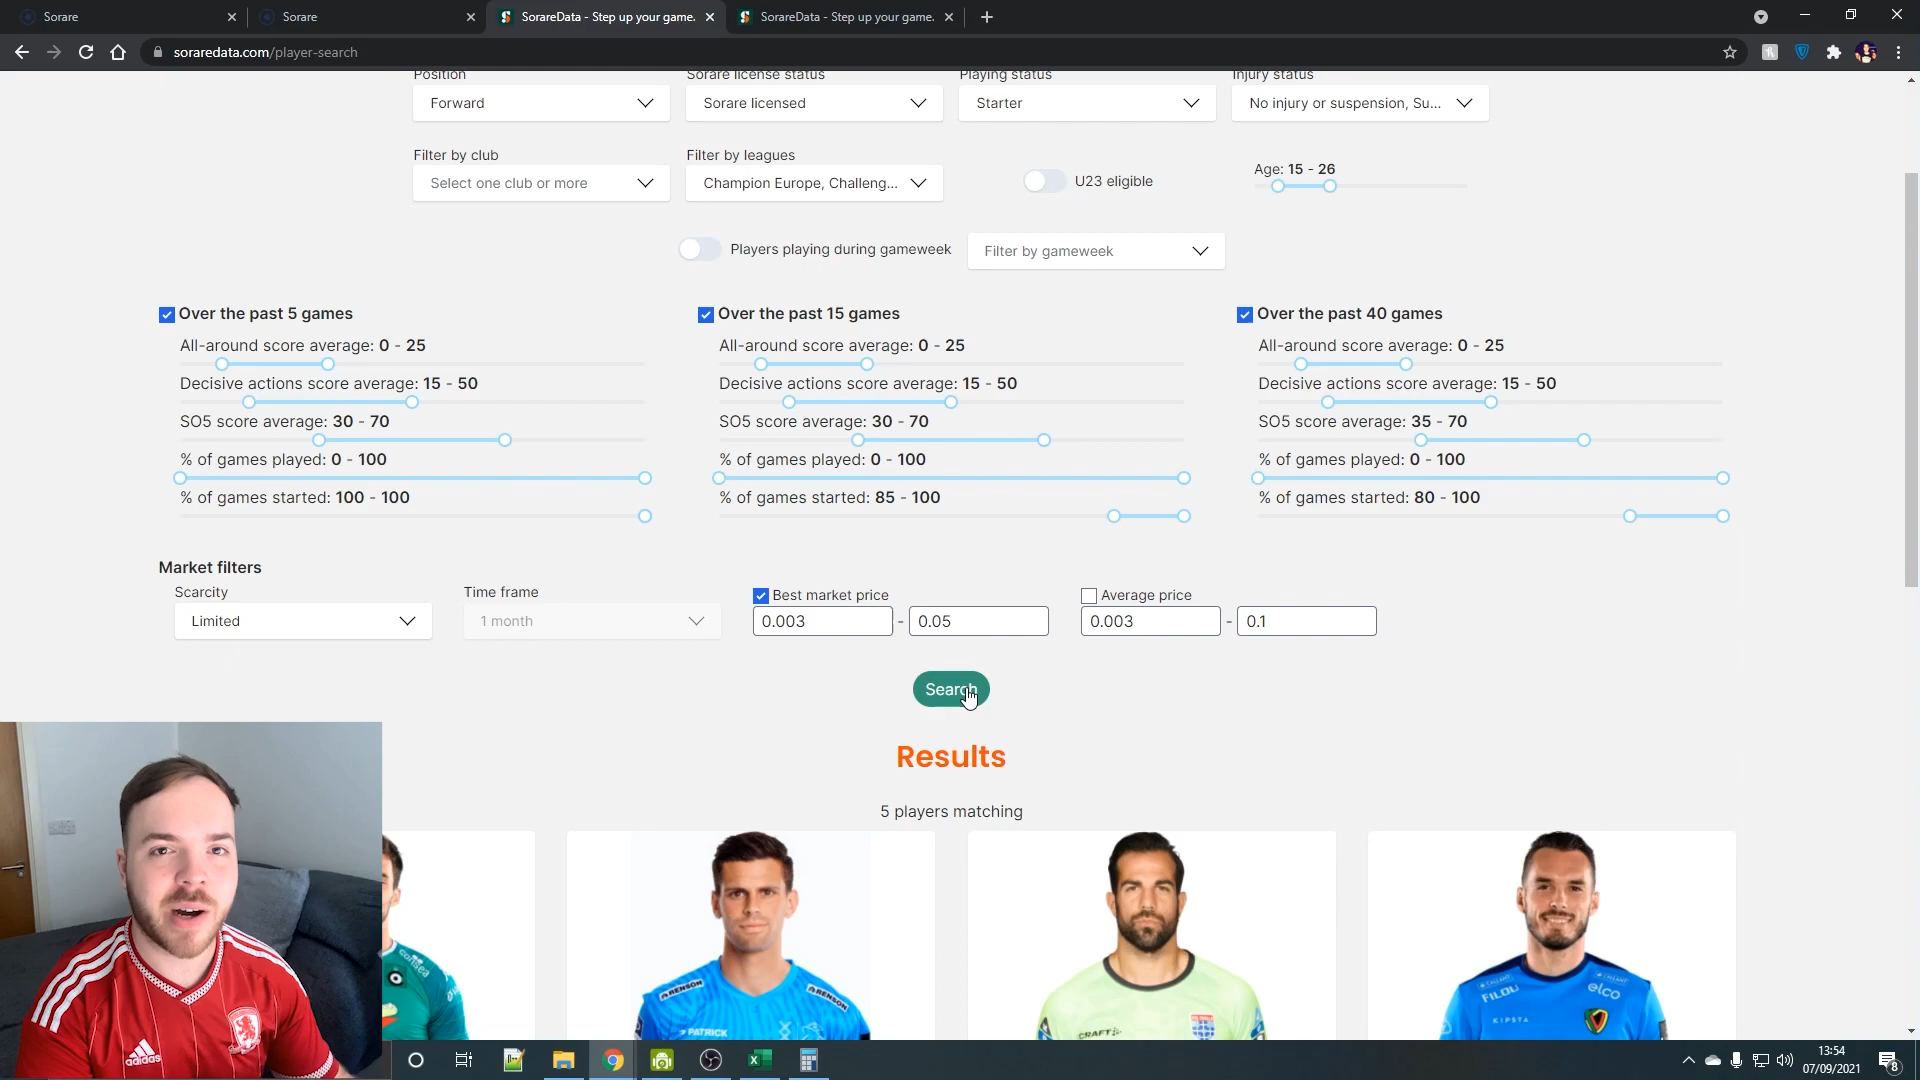 Sorare
Sorare
SorareData - Step up your game.
SorareData - Step up your game.
soraredata.com/player-search
Position
Sorare license status
Playing status
Injury status
Forward
Sorare licensed
Starter
No injury or suspension, Su...
Filter by club
Filter by leagues
Select one club or more
Champion Europe, Challeng...
U23 eligible
Age: 15 - 26
Players playing during gameweek
Filter by gameweek
Over the past 5 games
All-around score average: 0 - 25
Decisive actions score average: 15 - 50
SO5 score average: 30 - 70
% of games played: 0 - 100
% of games started: 100 - 100
Over the past 15 games
All-around score average: 0 - 25
Decisive actions score average: 15 - 50
SO5 score average: 30 - 70
% of games played: 0 - 100
% of games started: 85 - 100
Over the past 40 games
All-around score average: 0 - 25
Decisive actions score average: 15 - 50
SO5 score average: 35 - 70
% of games played: 0 - 100
% of games started: 80 - 100
Market filters
Scarcity
Limited
Time frame
1 month
Best market price
0.003 - 0.05
Average price
0.003 - 0.1
Search
Results
5 players matching
RENSON
RENSON
PATRICK
CRAFT
FILOU
elco
KIPSTA
adidas
13:54
07/09/2021
8